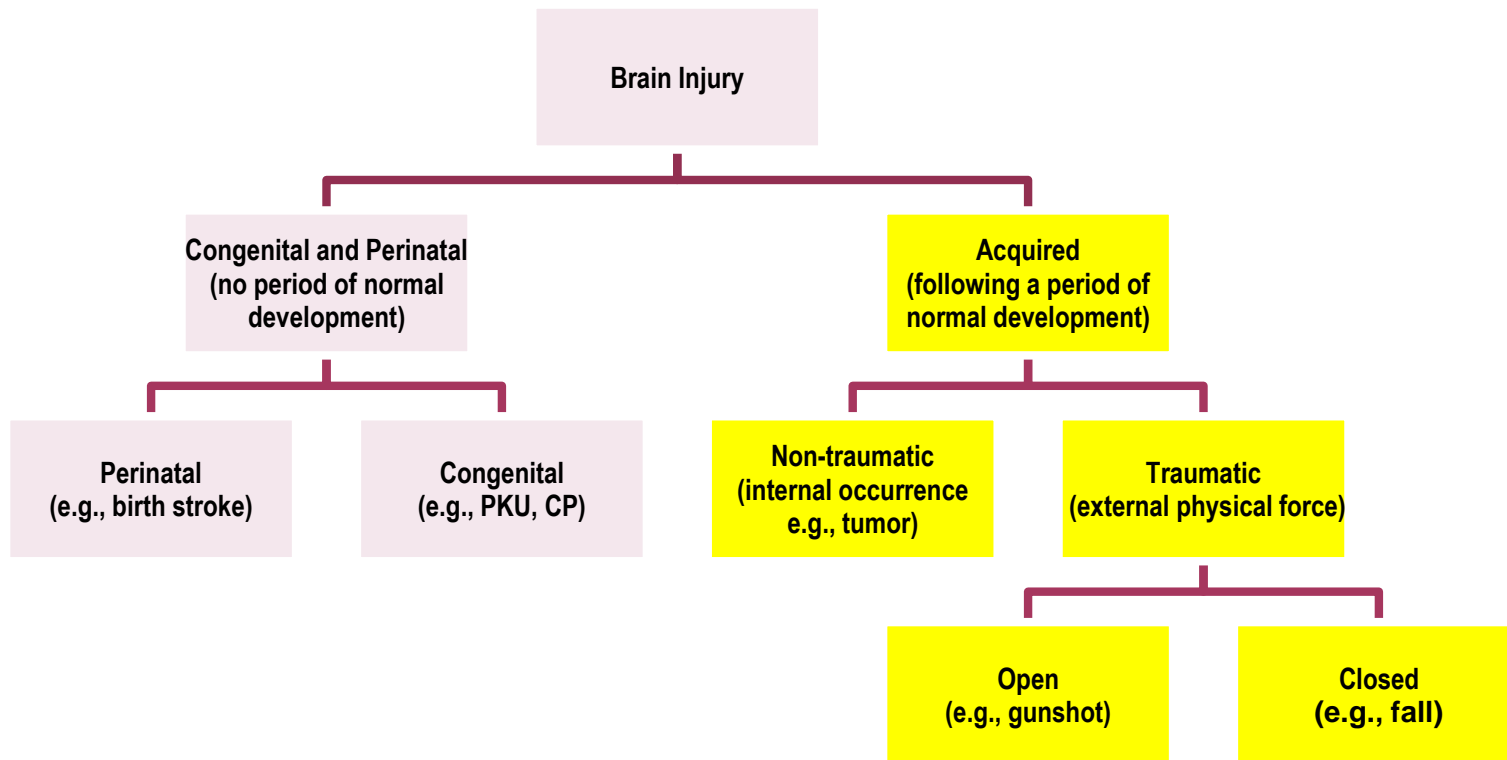 Brain Injury
Congenital and Perinatal
(no period of normal
development)
Acquired
(following a period of
normal development)
Perinatal
(e.g., birth stroke)
Congenital
(e.g., PKU, CP)
Non-traumatic
(internal occurrence
e.g., tumor)
Traumatic
(external physical force)
Open
(e.g., gunshot)
Closed
(e.g., fall)